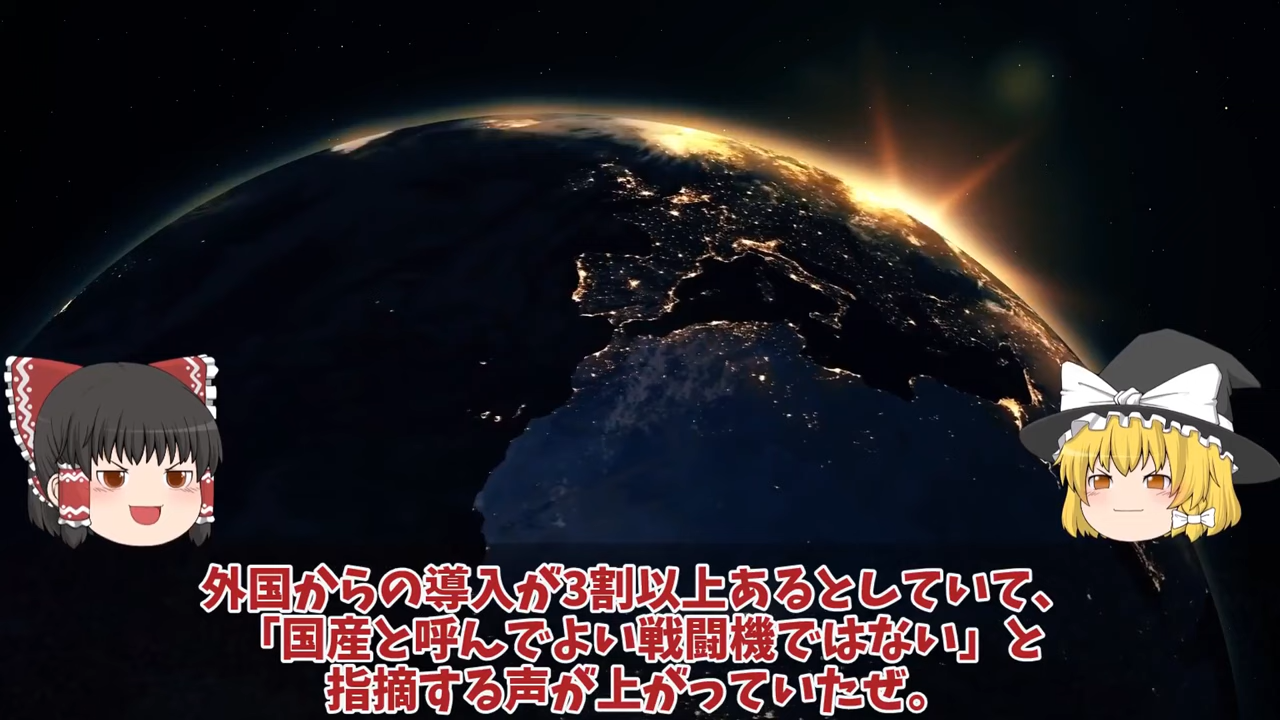 外国からの導入が3割以上あるとしていて、
「国産と呼んでよい戦闘機ではない」と
指摘する声が上がっていたぜ。